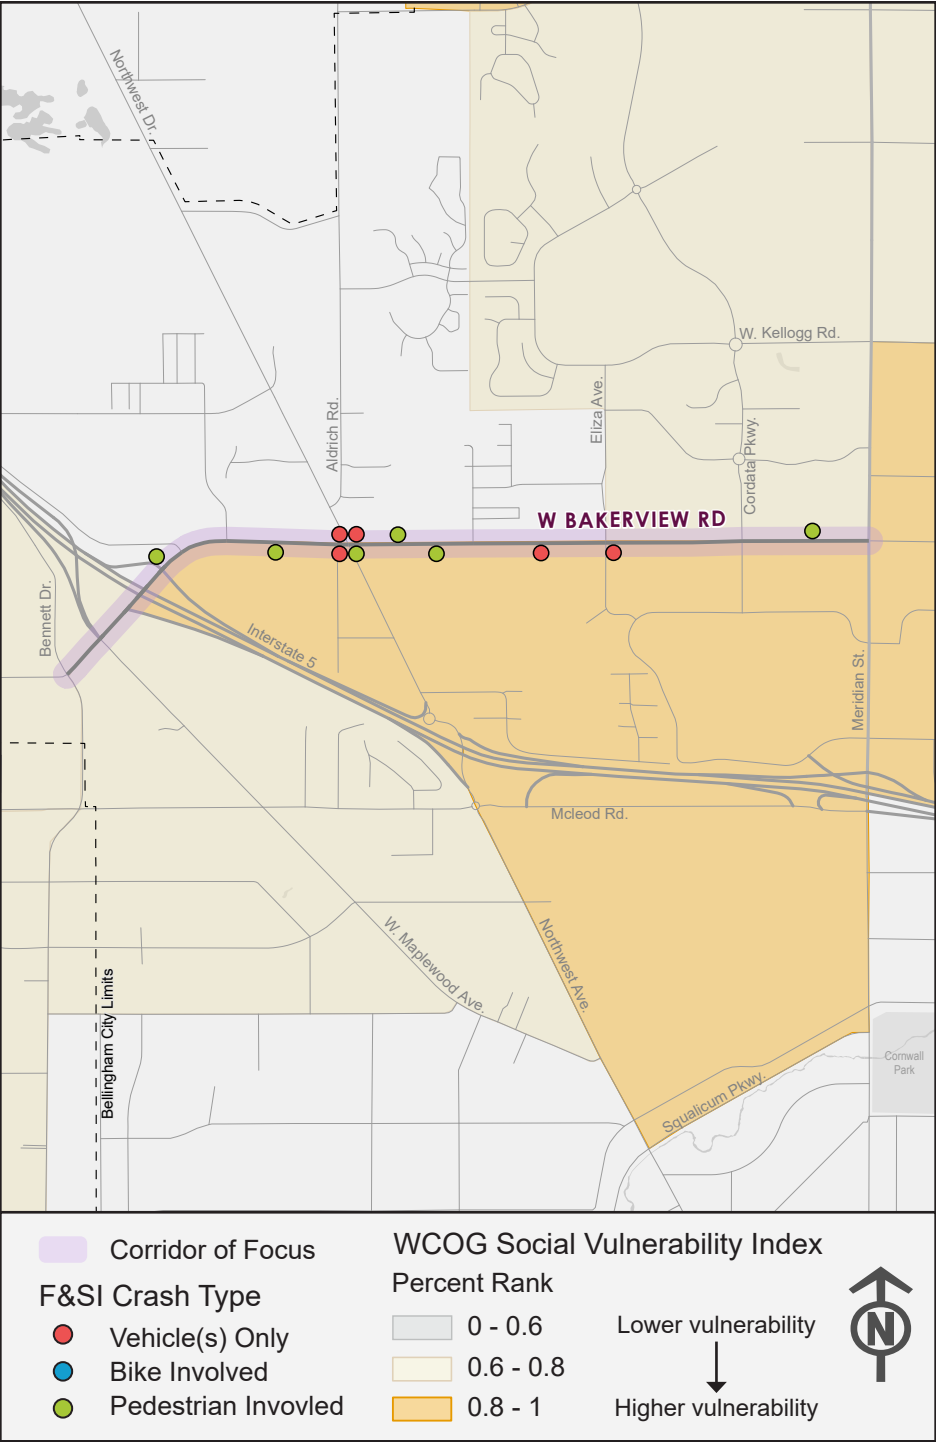 Northwest Dr.
W. Kellogg Rd.
Aldrich Rd.
Eliza Ave.
Cordata Pkwy.
W BAKERVIEW RD
Bennett Dr.
Interstate 5
Meridian St.
Mcleod Rd.
W. Maplewood Ave.
Northwest Ave.
Bellingham City Limits
Cornwall
Park
Squalicum Pkwy.
Corridor of Focus
F&SI Crash Type
Vehicle(s) Only
Bike Involved
Pedestrian Invovled
WCOG Social Vulnerability Index
Percent Rank
0 - 0.6
0.6 - 0.8
0.8 - 1
Lower vulnerability
Higher vulnerability
N